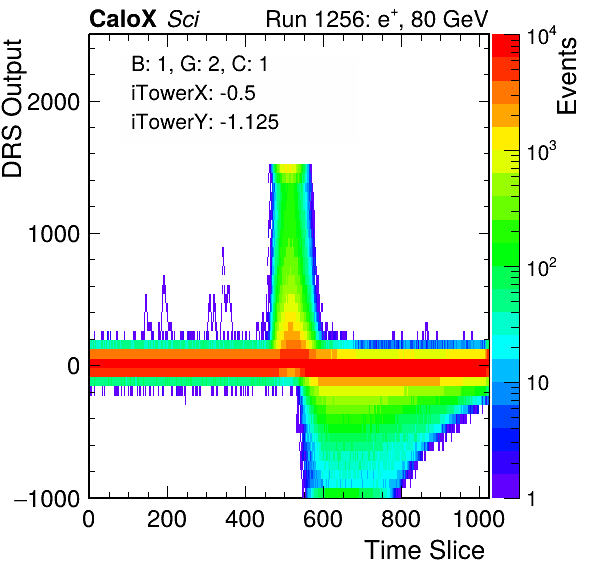 CaloX Sci Run 1256: e⁺, 80 GeV
B: 1, G: 2, C: 1
iTowerX: -0.5
iTowerY: -1.125
DRS Output
2000
1000
0
−1000
0 200 400 600 800 1000
Time Slice
Events
10⁴
10³
10²
10
1